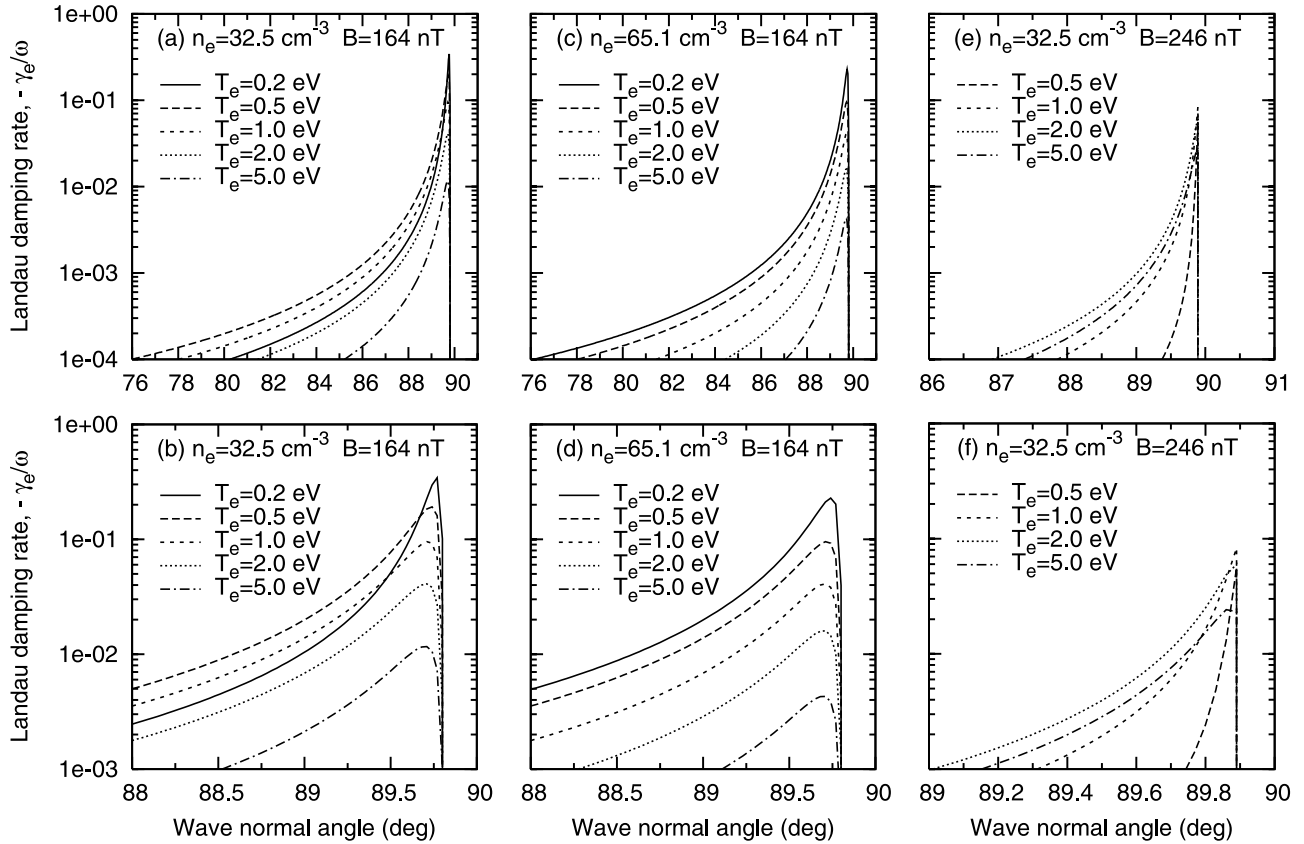 Landau damping rate, - γe/ω
1e+00
1e-01
1e-02
1e-03
1e-04
(a) ne=32.5 cm-3 B=164 nT
Te=0.2 eV
Te=0.5 eV
Te=1.0 eV
Te=2.0 eV
Te=5.0 eV
76 78 80 82 84 86 88 90
(c) ne=65.1 cm-3 B=164 nT
Te=0.2 eV
Te=0.5 eV
Te=1.0 eV
Te=2.0 eV
Te=5.0 eV
76 78 80 82 84 86 88 90
(e) ne=32.5 cm-3 B=246 nT
Te=0.5 eV
Te=1.0 eV
Te=2.0 eV
Te=5.0 eV
86 87 88 89 90 91
Landau damping rate, - γe/ω
1e+00
1e-01
1e-02
1e-03
(b) ne=32.5 cm-3 B=164 nT
Te=0.2 eV
Te=0.5 eV
Te=1.0 eV
Te=2.0 eV
Te=5.0 eV
88 88.5 89 89.5 90
Wave normal angle (deg)
(d) ne=65.1 cm-3 B=164 nT
Te=0.2 eV
Te=0.5 eV
Te=1.0 eV
Te=2.0 eV
Te=5.0 eV
88 88.5 89 89.5 90
Wave normal angle (deg)
(f) ne=32.5 cm-3 B=246 nT
Te=0.5 eV
Te=1.0 eV
Te=2.0 eV
Te=5.0 eV
89 89.2 89.4 89.6 89.8 90
Wave normal angle (deg)